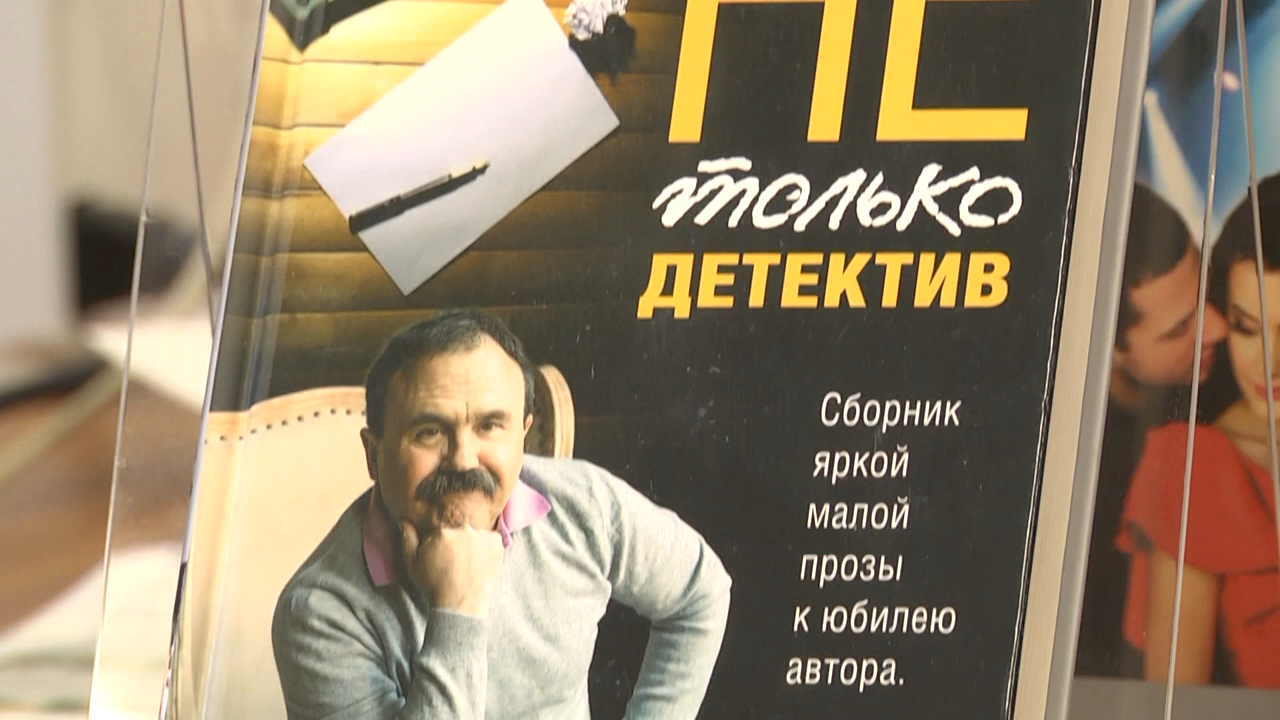 НЕ
только
ДЕТЕКТИВ
Сборник
яркой
малой
прозы
к юбилею
автора.